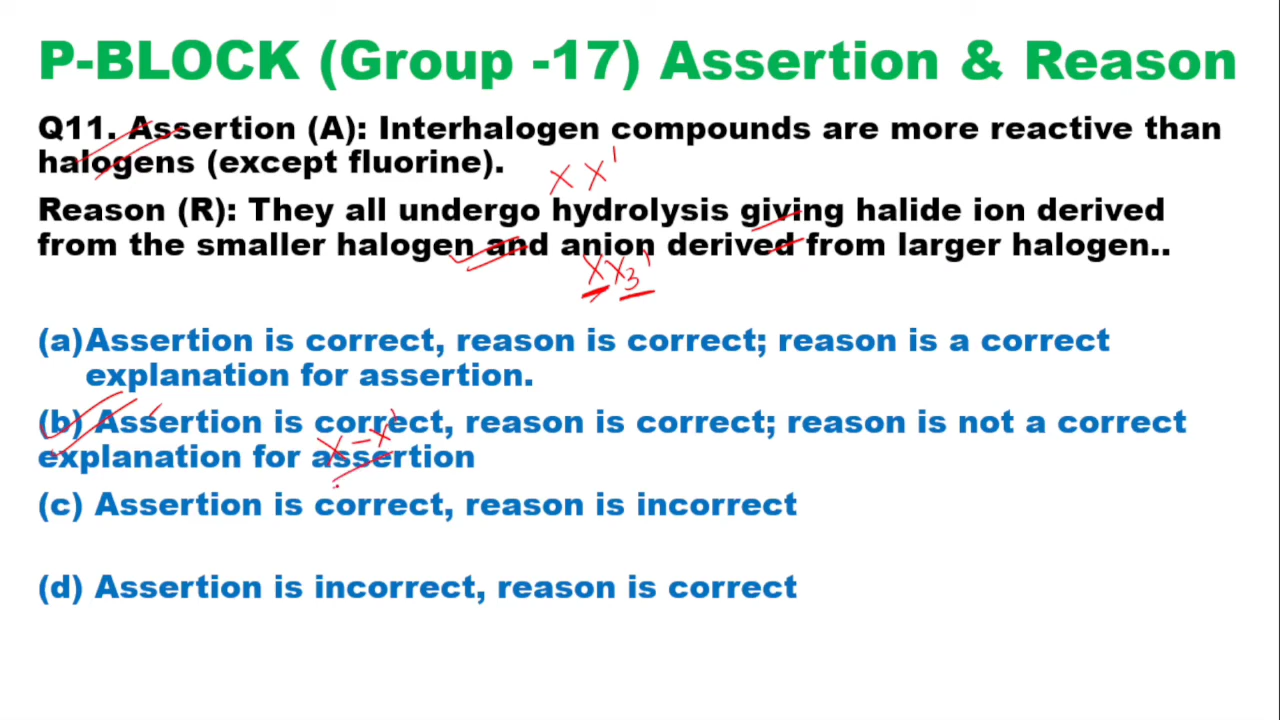 P-BLOCK (Group -17) Assertion & Reason
Q11. Assertion (A): Interhalogen compounds are more reactive than
halogens (except fluorine).
X X'
Reason (R): They all undergo hydrolysis giving halide ion derived
from the smaller halogen and anion derived from larger halogen..
XX3'
(a)Assertion is correct, reason is correct; reason is a correct
explanation for assertion.
(b) Assertion is correct, reason is correct; reason is not a correct
X-X'
explanation for assertion
(c) Assertion is correct, reason is incorrect
(d) Assertion is incorrect, reason is correct